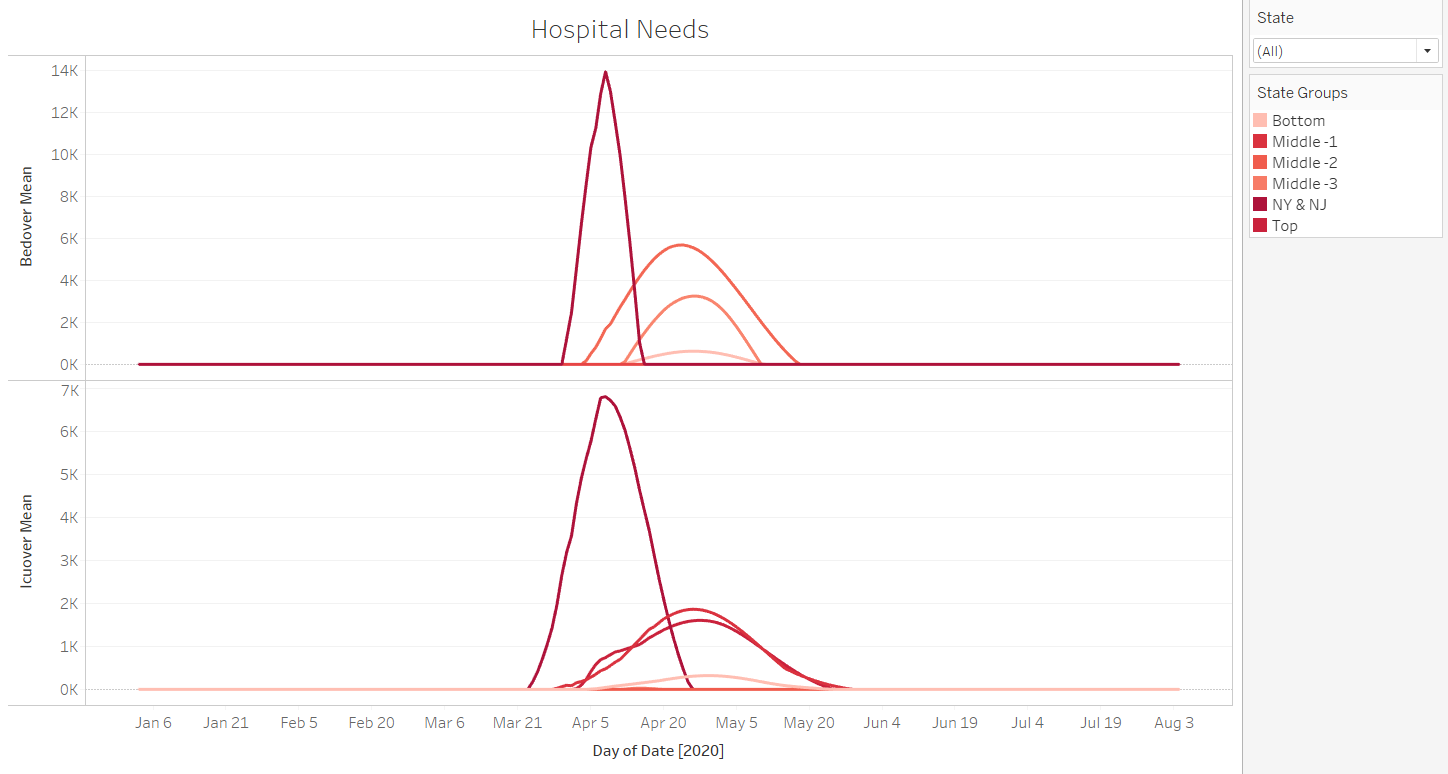 Hospital Needs
State
(All)
State Groups
Bottom
Middle -1
Middle -2
Middle -3
NY & NJ
Top
Bedover Mean
14K
12K
10K
8K
6K
4K
2K
0K
Icuover Mean
7K
6K
5K
4K
3K
2K
1K
0K
Jan 6 Jan 21 Feb 5 Feb 20 Mar 6 Mar 21 Apr 5 Apr 20 May 5 May 20 Jun 4 Jun 19 Jul 4 Jul 19 Aug 3
Day of Date [2020]